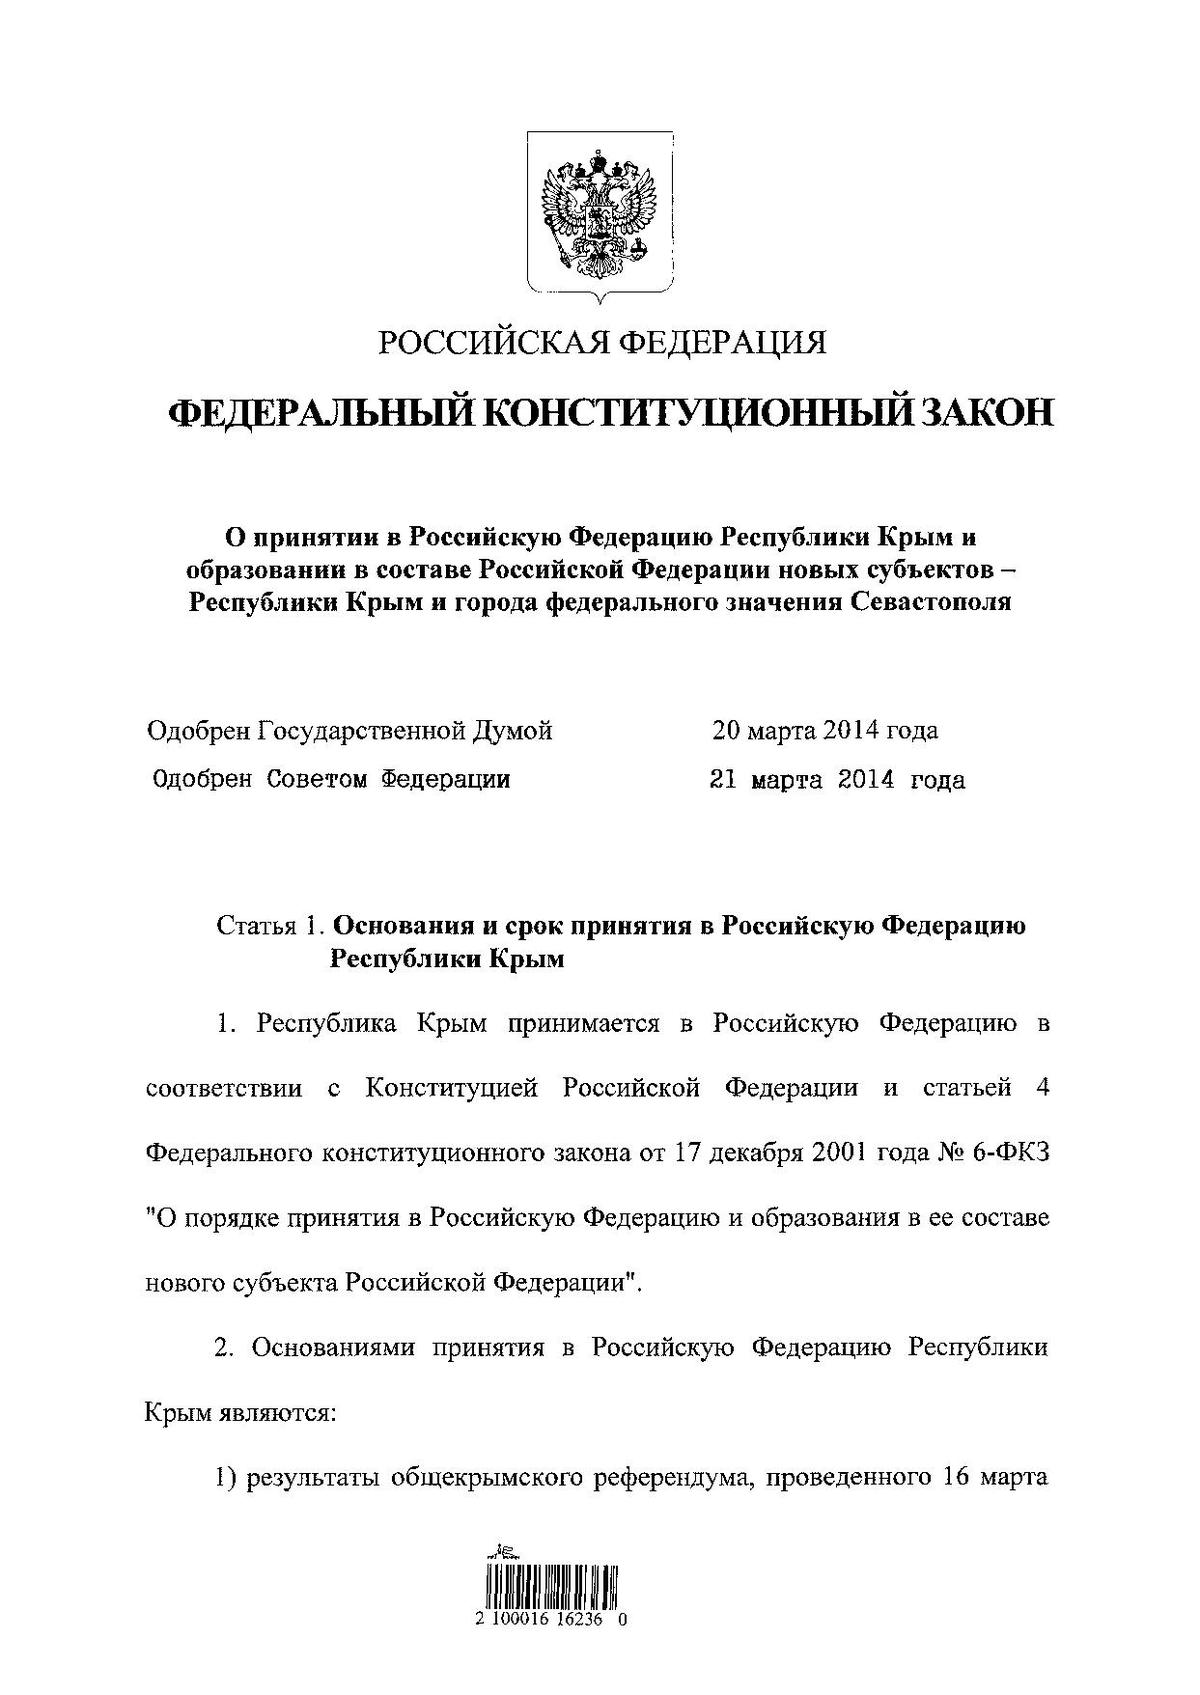 РОССИЙСКАЯ ФЕДЕРАЦИЯ
ФЕДЕРАЛЬНЫЙ КОНСТИТУЦИОННЫЙ ЗАКОН
О принятии в Российскую Федерацию Республики Крым и
образовании в составе Российской Федерации новых субъектов –
Республики Крым и города федерального значения Севастополя
Одобрен Государственной Думой 20 марта 2014 года
Одобрен Советом Федерации 21 марта 2014 года
Статья 1. Основания и срок принятия в Российскую Федерацию
Республики Крым
1. Республика Крым принимается в Российскую Федерацию в
соответствии с Конституцией Российской Федерации и статьей 4
Федерального конституционного закона от 17 декабря 2001 года № 6-ФКЗ
"О порядке принятия в Российскую Федерацию и образования в ее составе
нового субъекта Российской Федерации".
2. Основаниями принятия в Российскую Федерацию Республики
Крым являются:
1) результаты общекрымского референдума, проведенного 16 марта
2 100016 16236 0